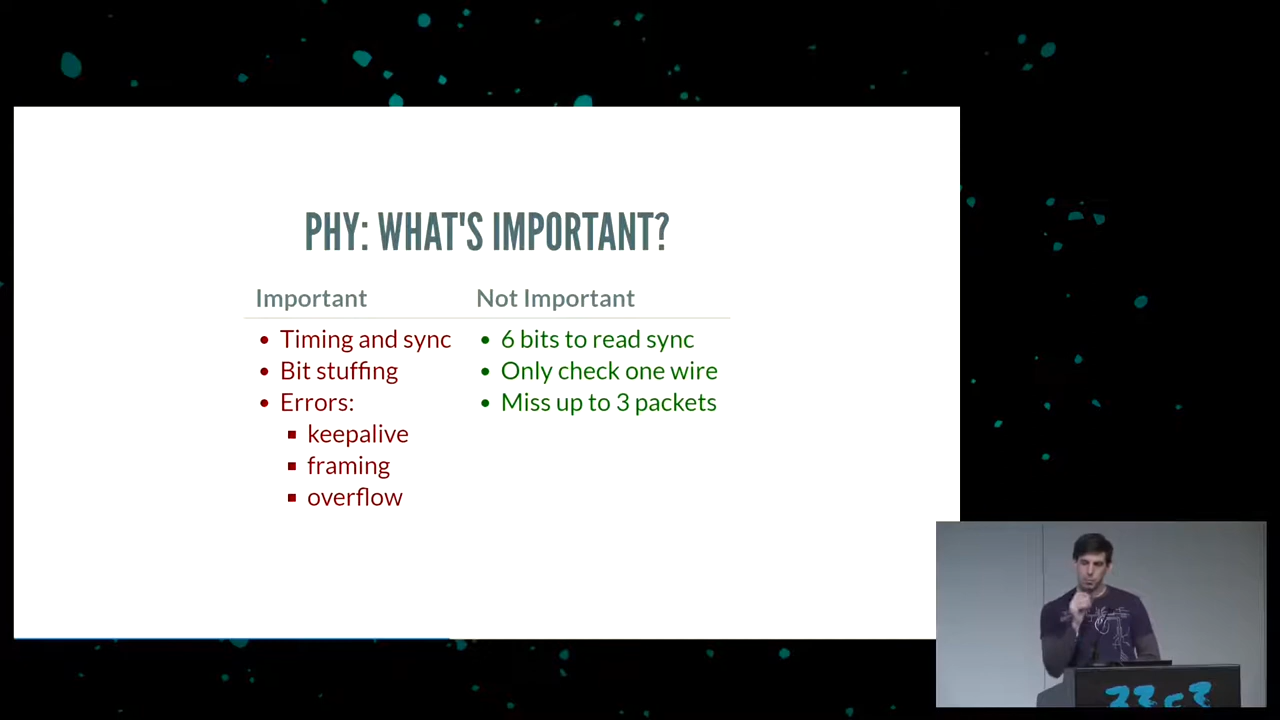 PHY: WHAT'S IMPORTANT?
Important
Timing and sync
Bit stuffing
Errors:
keepalive
framing
overflow
Not Important
6 bits to read sync
Only check one wire
Miss up to 3 packets
33c3